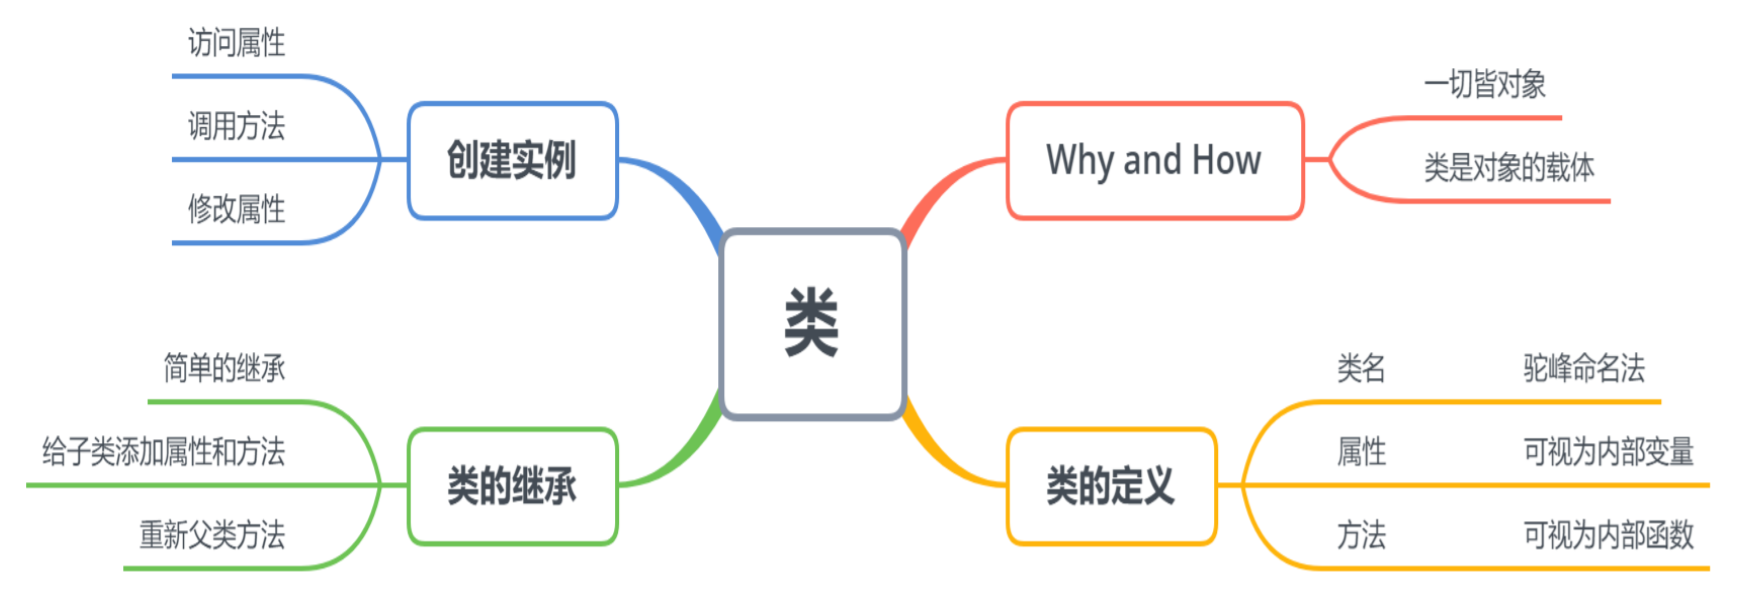 类
Why and How
一切皆对象
类是对象的载体
类的定义
类名 驼峰命名法
属性 可视为内部变量
方法 可视为内部函数
创建实例
访问属性
调用方法
修改属性
类的继承
简单的继承
给子类添加属性和方法
重新父类方法